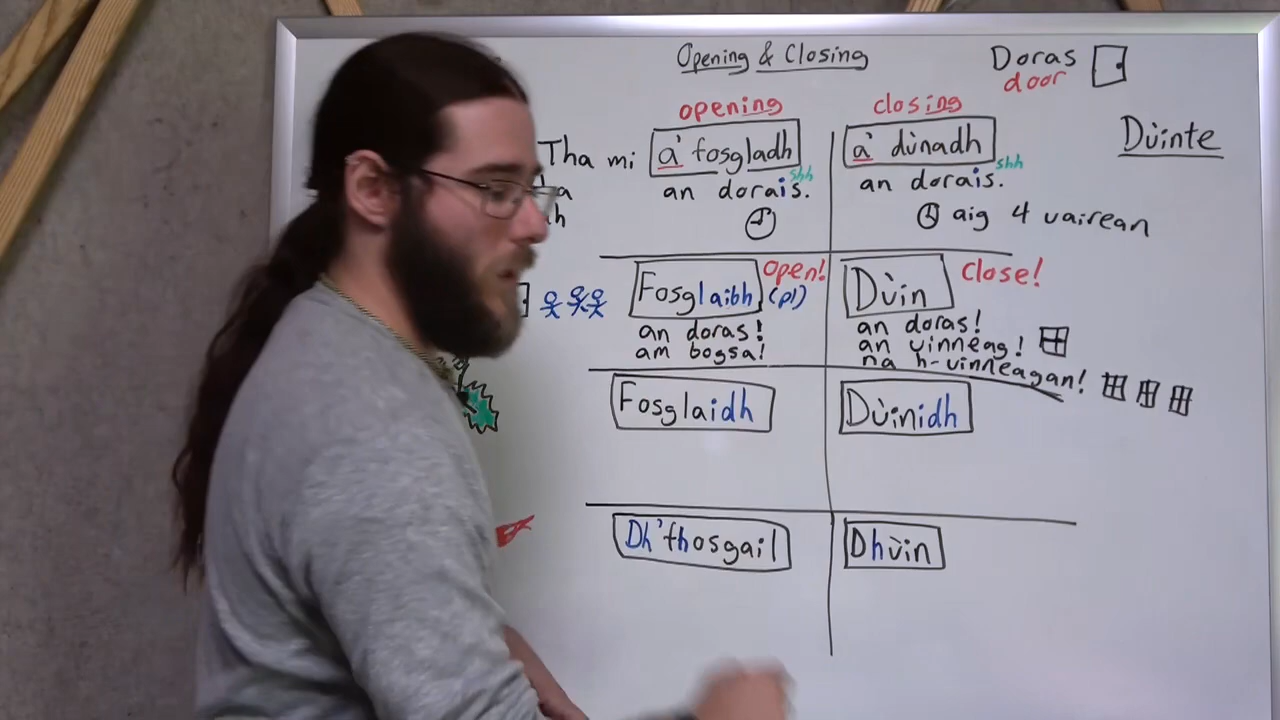 Opening & Closing
Doras
door
opening
closing
Dùinte
Tha mi a' fosgladh
a' dùnadh
shh
shh
an dorais.
an dorais.
aig 4 uairean
Fosglaibh open!
(pl)
Dùin close!
an doras!
am bogsa!
an doras!
an uinneag!
na h-uinneagan!
Fosglaidh
Dùinidh
Dh'fhosgail
Dhùin